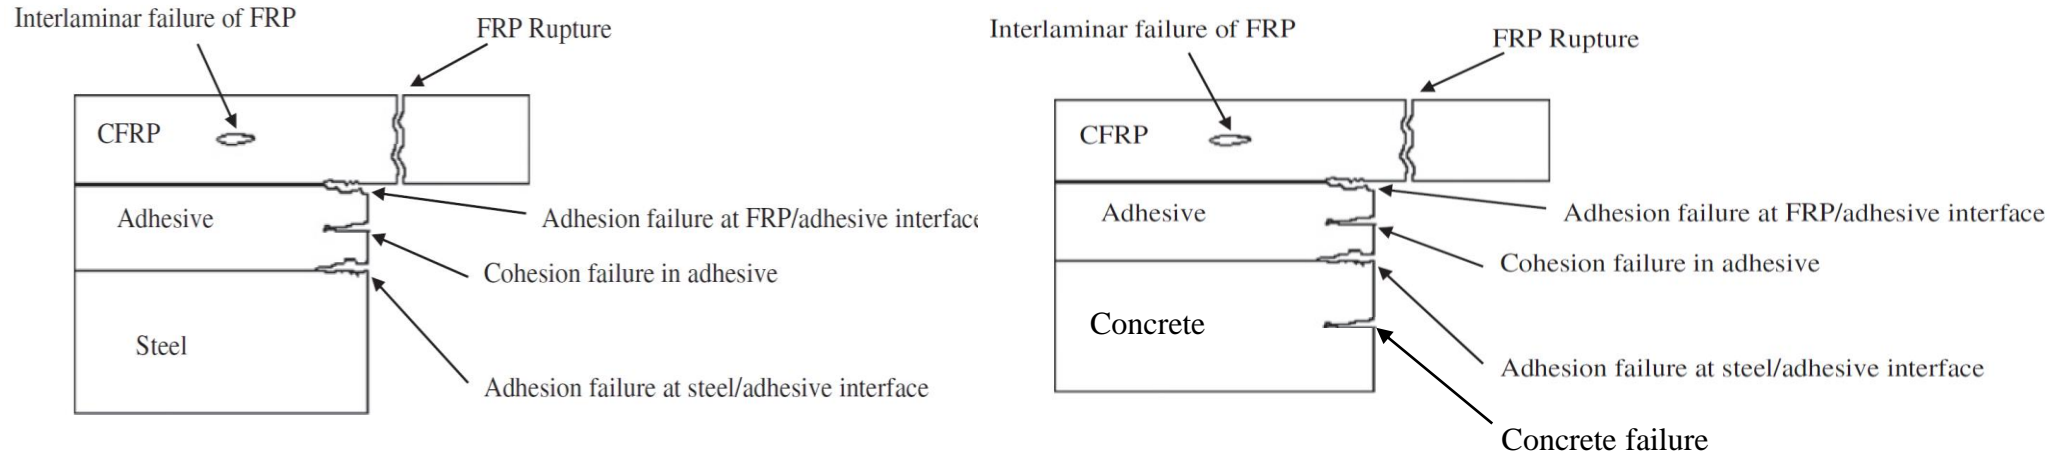 Interlaminar failure of FRP
FRP Rupture
CFRP
Adhesive
Adhesion failure at FRP/adhesive interface
Cohesion failure in adhesive
Steel
Adhesion failure at steel/adhesive interface
Interlaminar failure of FRP
FRP Rupture
CFRP
Adhesive
Adhesion failure at FRP/adhesive interface
Cohesion failure in adhesive
Concrete
Adhesion failure at steel/adhesive interface
Concrete failure